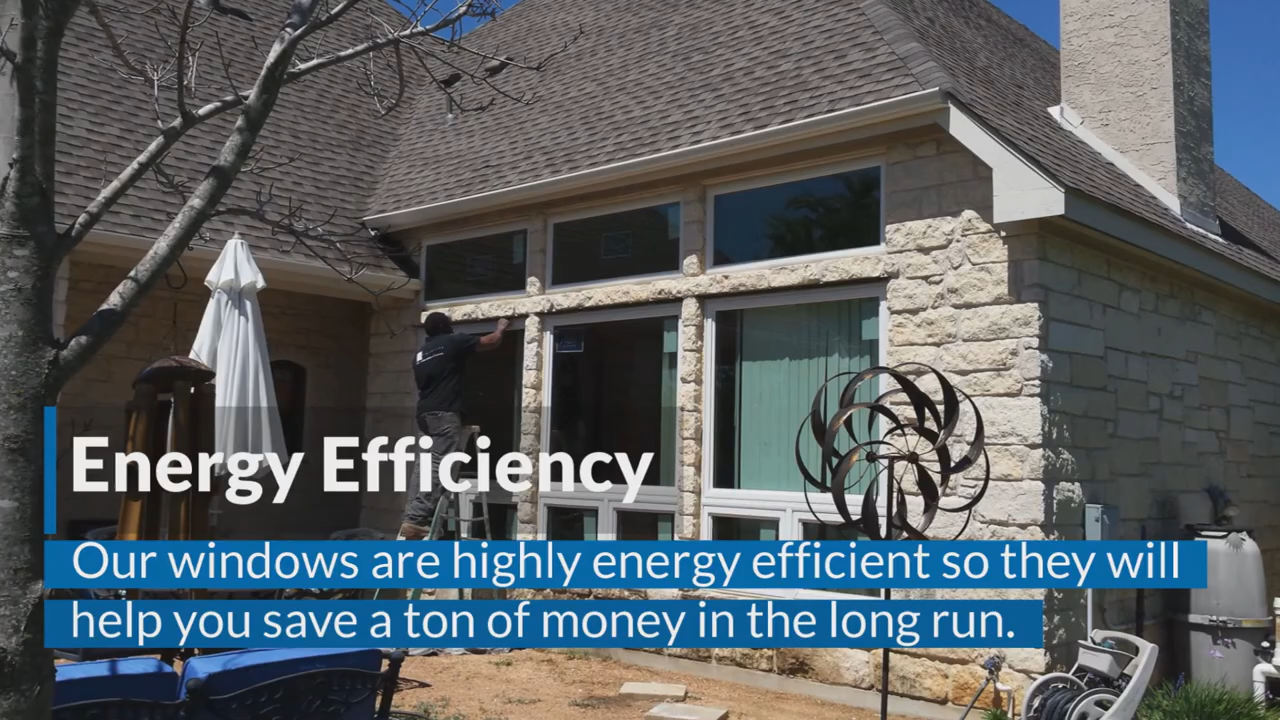 Energy Efficiency
Our windows are highly energy efficient so they will
help you save a ton of money in the long run.